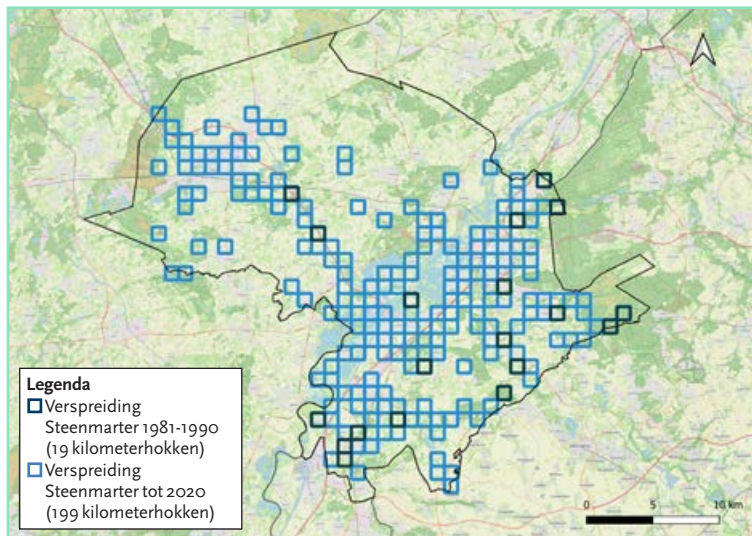 Legenda
Verspreiding
Steenmarter 1981-1990
(19 kilometerhokken)
Verspreiding
Steenmarter tot 2020
(199 kilometerhokken)
0 5 10 km